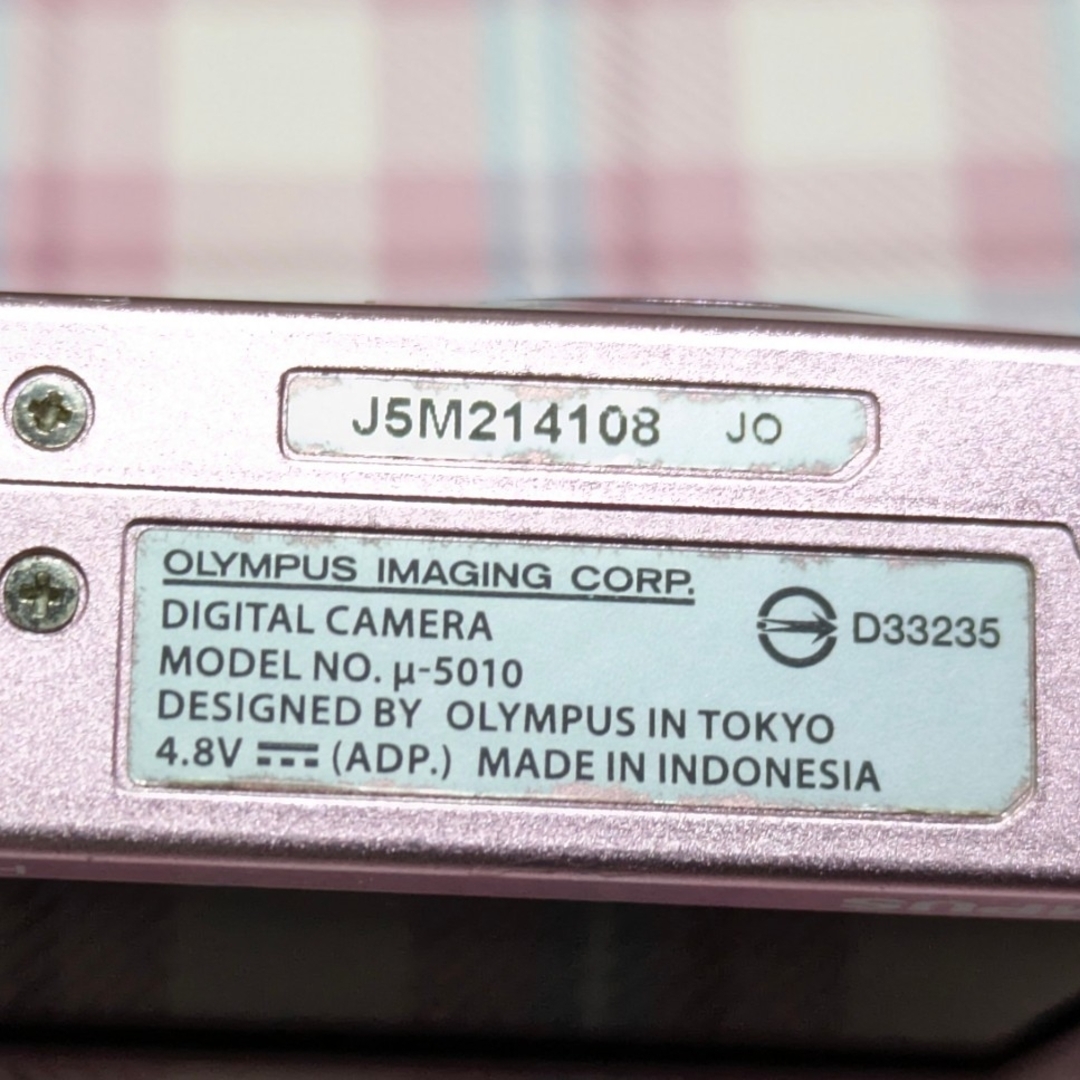 J5M214108 JO
OLYMPUS IMAGING CORP.
DIGITAL CAMERA
D33235
MODEL NO. μ-5010
DESIGNED BY OLYMPUS IN TOKYO
4.8V ⎓ (ADP.) MADE IN INDONESIA